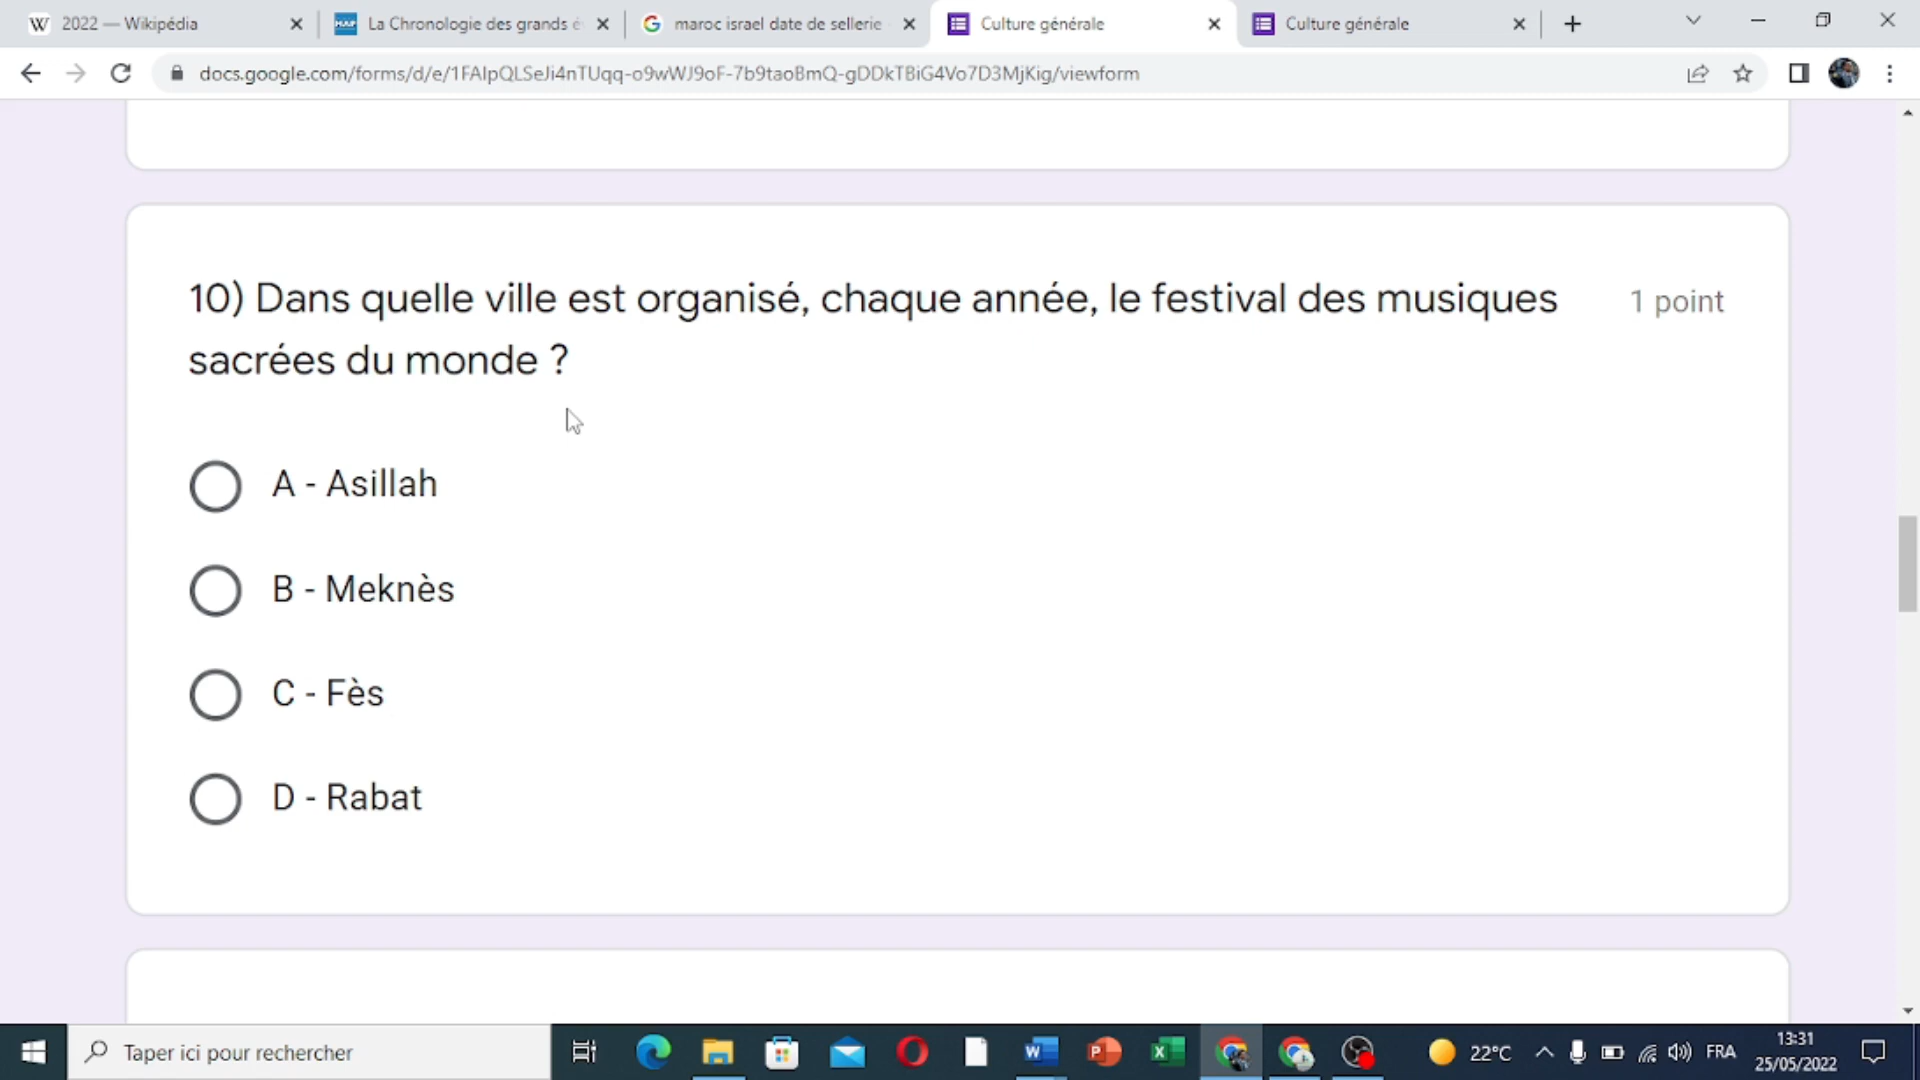 2022 — Wikipédia
La Chronologie des grands é
maroc israel date de sellerie
Culture générale
Culture générale
docs.google.com/forms/d/e/1FAIpQLSeJi4nTUqq-o9wWJ9oF-7b9taoBmQ-gDDkTBiG4Vo7D3MjKig/viewform
10) Dans quelle ville est organisé, chaque année, le festival des musiques
1 point
sacrées du monde ?
A - Asillah
B - Meknès
C - Fès
D - Rabat
Taper ici pour rechercher
22°C
FRA
13:31
25/05/2022